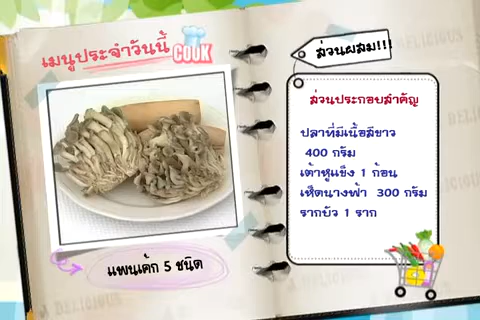 เมนูประจำวันนี้
COOK
แพนเค้ก 5 ชนิด
ส่วนผสม!!!
ส่วนประกอบสำคัญ
ปลาที่มีเนื้อสีขาว
400 กรัม
เต้าหู้แข็ง 1 ก้อน
เห็ดนางฟ้า 300 กรัม
รากบัว 1 ราก
DELICIOUS